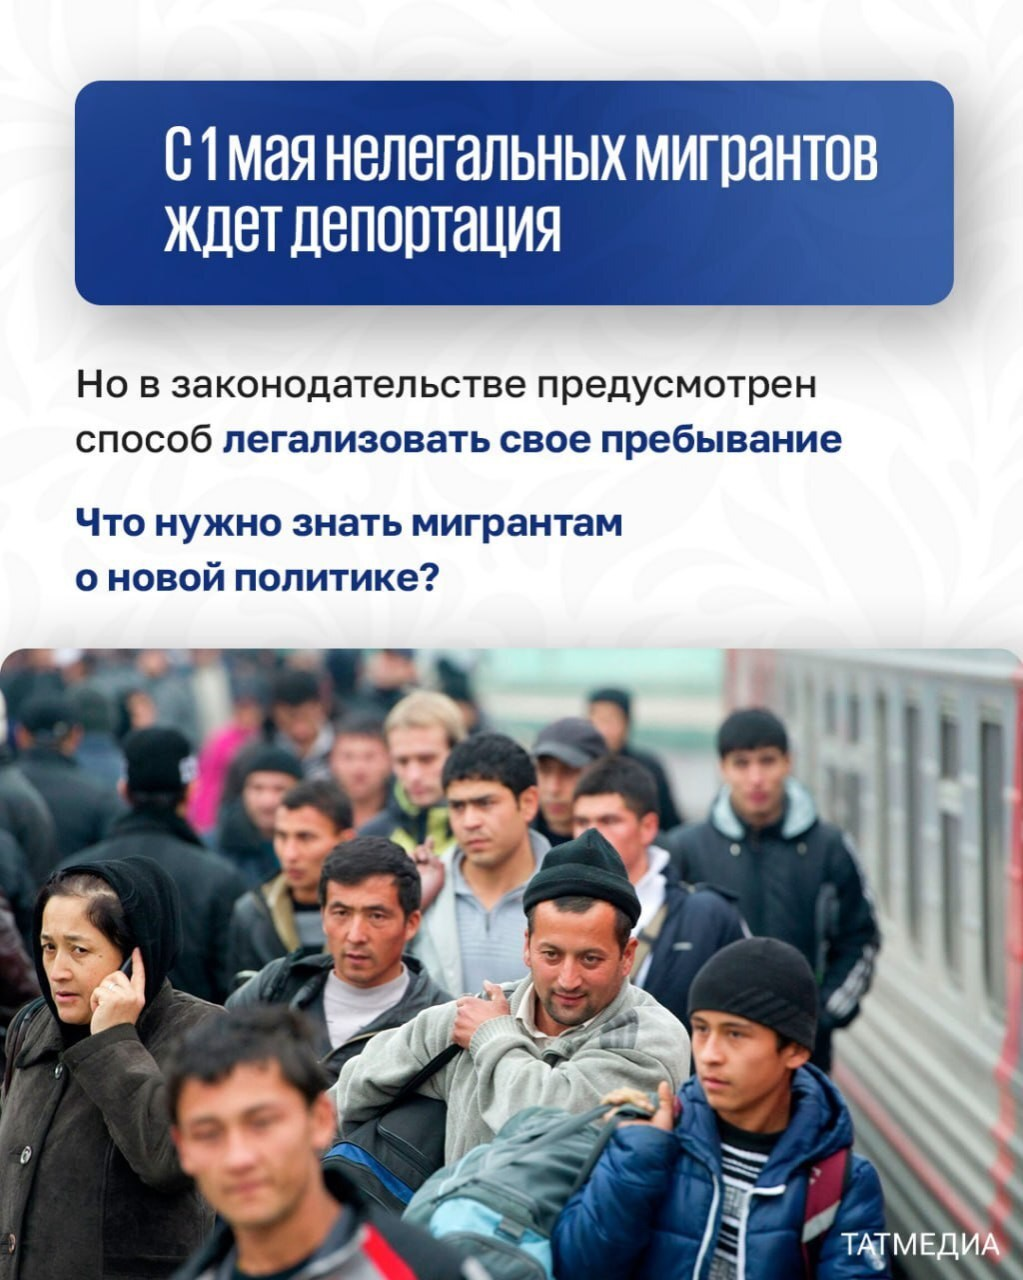 С 1 мая нелегальных мигрантов
ждет депортация
Но в законодательстве предусмотрен
способ легализовать свое пребывание
Что нужно знать мигрантам
о новой политике?
ТАТМЕДИА